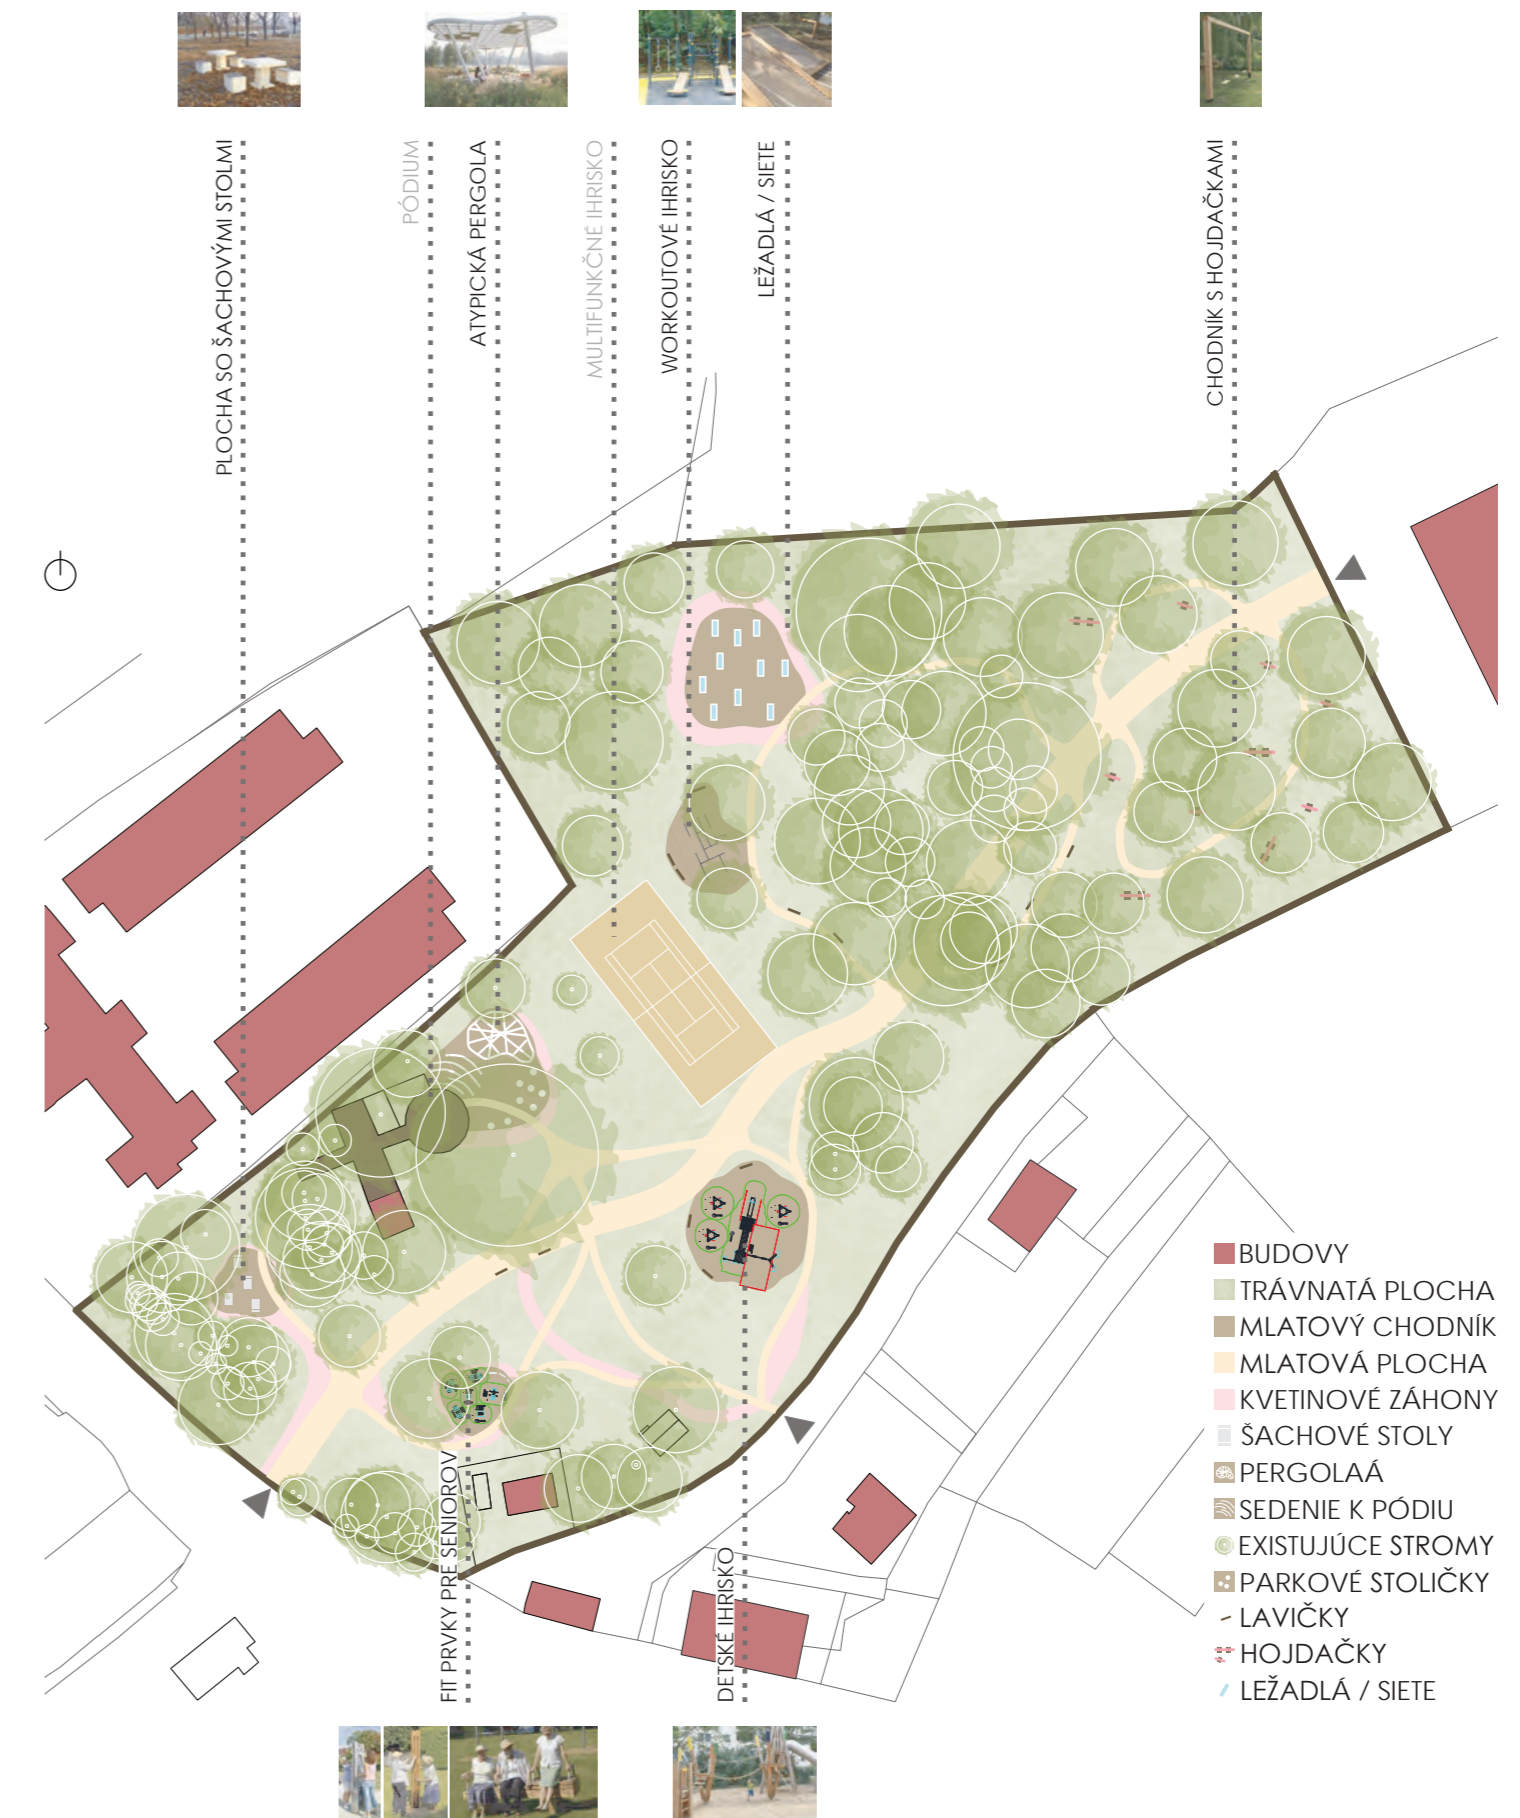 PLOCHA SO ŠACHOVÝMI STOLMI
PÓDIUM
ATYPICKÁ PERGOLA
MULTIFUNKČNÉ IHRISKO
WORKOUTOVÉ IHRISKO
LEŽADLÁ / SIETE
CHODNÍK S HOJDAČKAMI
BUDOVY
TRÁVNATÁ PLOCHA
MLATOVÝ CHODNÍK
MLATOVÁ PLOCHA
KVETINOVÉ ZÁHONY
ŠACHOVÉ STOLY
PERGOLAÁ
SEDENIE K PÓDIU
EXISTUJÚCE STROMY
PARKOVÉ STOLIČKY
LAVIČKY
HOJDAČKY
LEŽADLÁ / SIETE
FIT PRVKY PRE SENIOROV
DETSKÉ IHRISKO